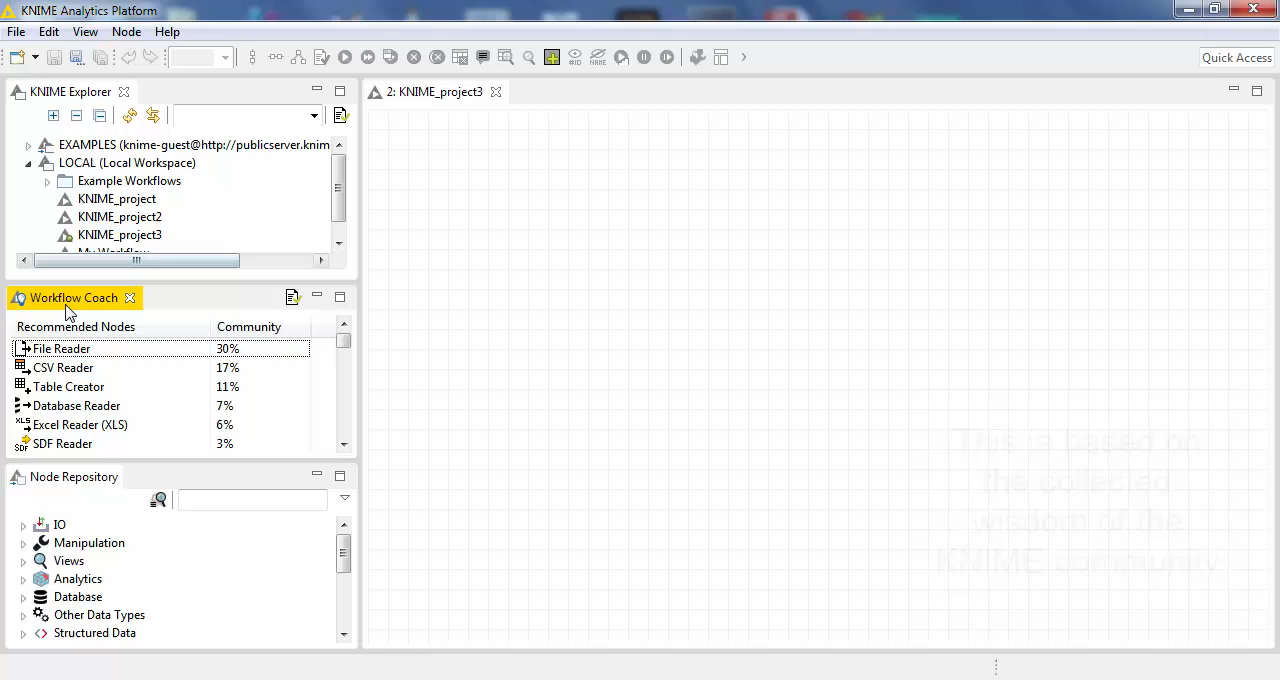 KNIME Analytics Platform
File Edit View Node Help
Quick Access
KNIME Explorer
2: KNIME_project3
EXAMPLES (knime-guest@http://publicserver.knim
LOCAL (Local Workspace)
Example Workflows
KNIME_project
KNIME_project2
KNIME_project3
My Workflow
Workflow Coach
Recommended Nodes Community
File Reader 30%
CSV Reader 17%
Table Creator 11%
Database Reader 7%
Excel Reader (XLS) 6%
SDF Reader 3%
Node Repository
IO
Manipulation
Views
Analytics
Database
Other Data Types
Structured Data
This is based on
the collected
wisdom of the
KNIME community